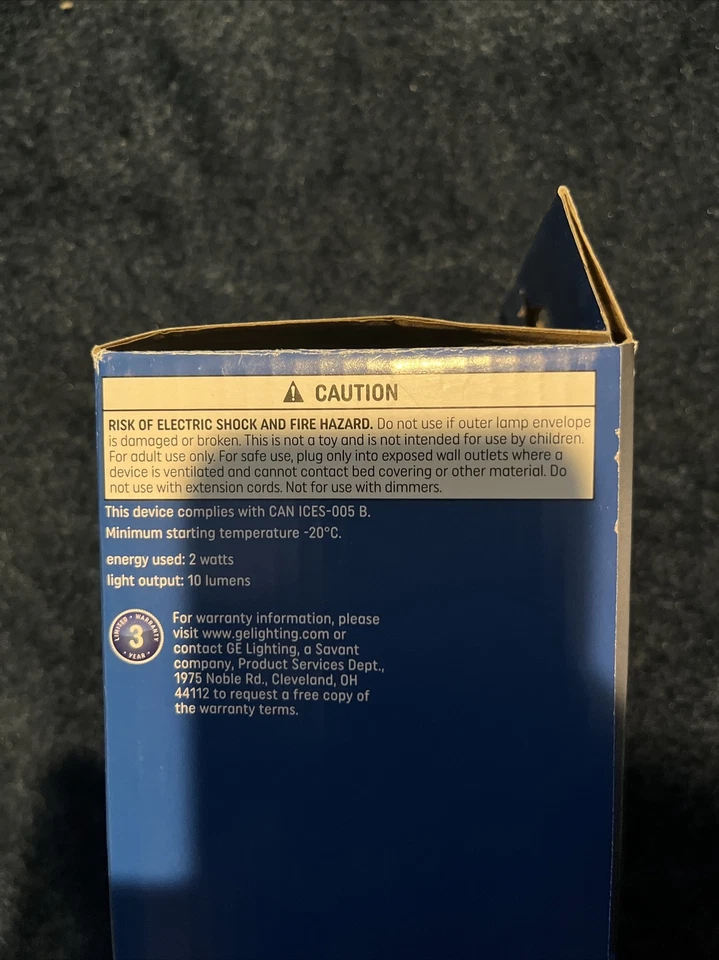 CAUTION
RISK OF ELECTRIC SHOCK AND FIRE HAZARD. Do not use if outer lamp envelope
is damaged or broken. This is not a toy and is not intended for use by children.
For adult use only. For safe use, plug only into exposed wall outlets where a
device is ventilated and cannot contact bed covering or other material. Do
not use with extension cords. Not for use with dimmers.
This device complies with CAN ICES-005 B.
Minimum starting temperature -20°C.
energy used: 2 watts
light output: 10 lumens
LIMITED • WARRANTY
3
• YEAR •
For warranty information, please
visit www.gelighting.com or
contact GE Lighting, a Savant
company, Product Services Dept.,
1975 Noble Rd., Cleveland, OH
44112 to request a free copy of
the warranty terms.